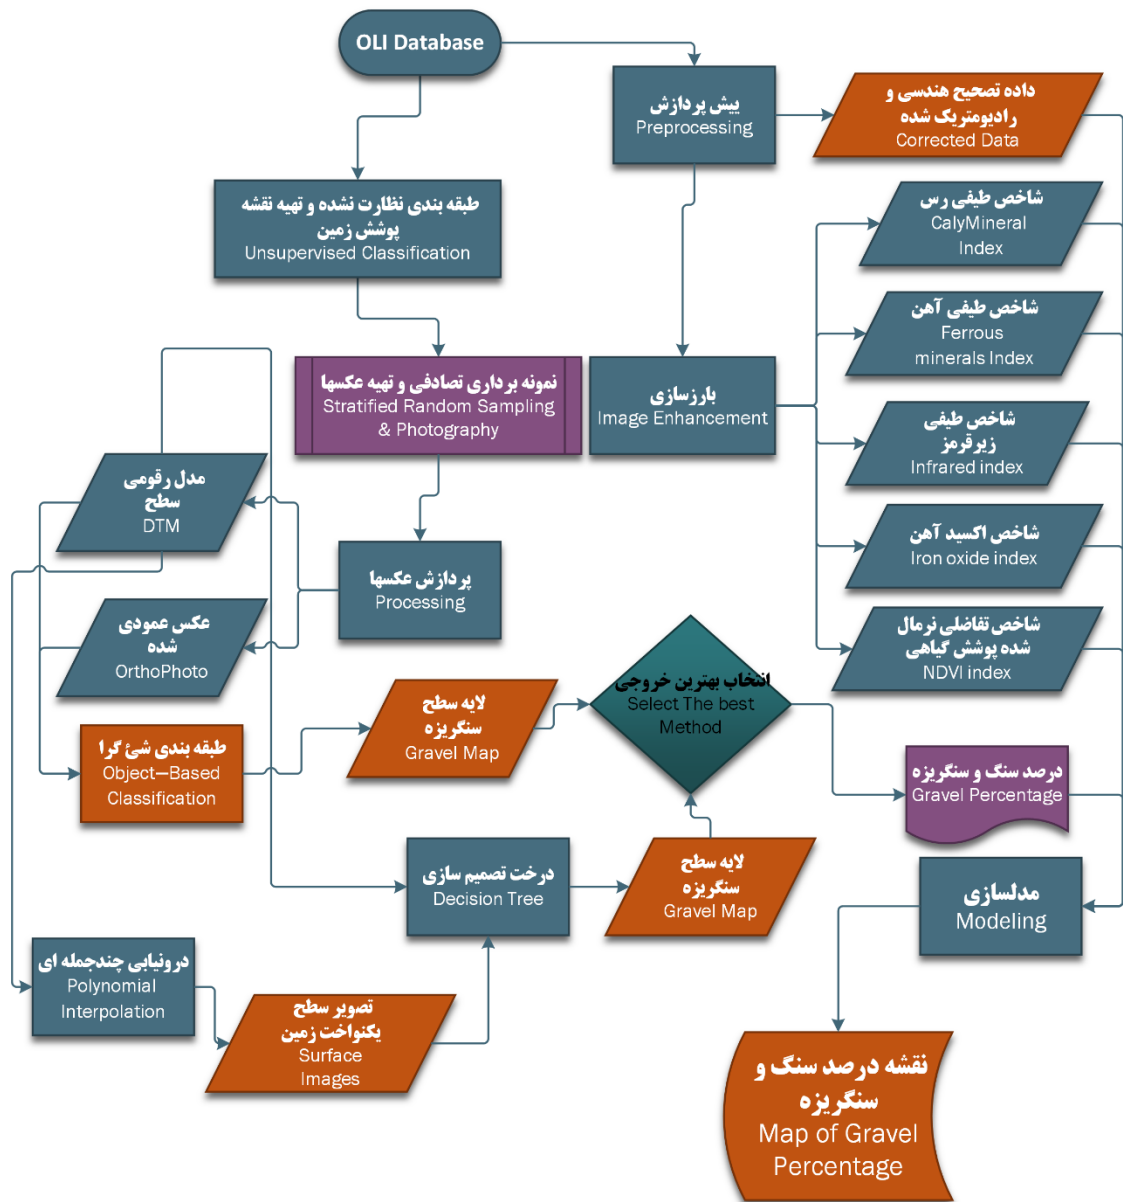 OLI Database
پیش پردازش
Preprocessing
داده تصحیح هندسی و
رادیومتریک شده
Corrected Data
طبقه بندی نظارت نشده و تهیه نقشه
پوشش زمین
Unsupervised Classification
شاخص طیفی رس
CalyMineral
Index
شاخص طیفی آهن
Ferrous
minerals Index
نمونه برداری تصادفی و تهیه عکسها
Stratified Random Sampling
& Photography
بارزسازی
Image Enhancement
شاخص طیفی
زیرقرمز
Infrared index
مدل رقومی
سطح
DTM
شاخص اکسید آهن
Iron oxide index
پردازش عکسها
Processing
عکس عمودی
شده
OrthoPhoto
شاخص تفاضلی نرمال
شده پوشش گیاهی
NDVI index
انتخاب بهترین خروجی
Select The best
Method
لایه سطح
سنگریزه
Gravel Map
طبقه بندی شئ گرا
Object–Based
Classification
درصد سنگ و سنگریزه
Gravel Percentage
درخت تصمیم سازی
Decision Tree
لایه سطح
سنگریزه
Gravel Map
مدلسازی
Modeling
درونیابی چندجمله ای
Polynomial
Interpolation
تصویر سطح
یکنواخت زمین
Surface
Images
نقشه درصد سنگ و
سنگریزه
Map of Gravel
Percentage